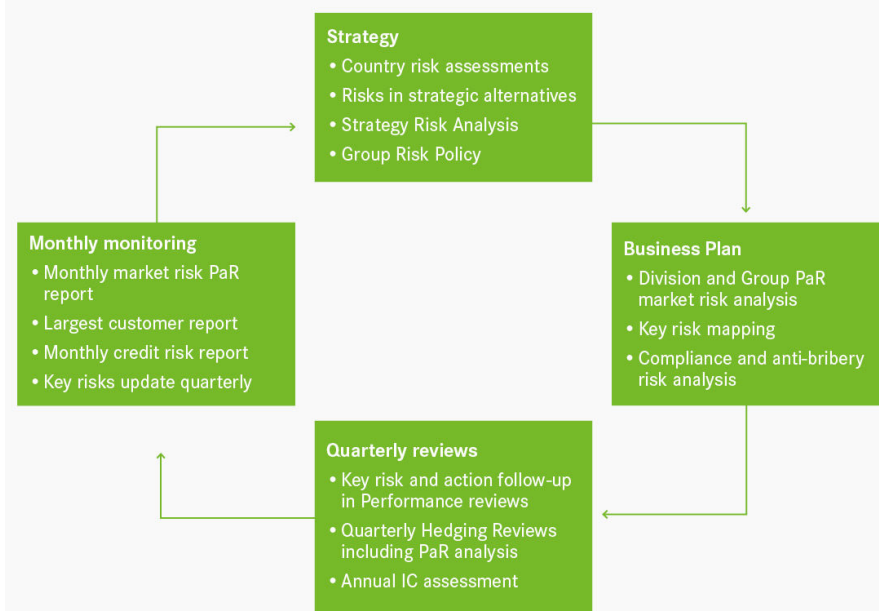 Strategy
• Country risk assessments
• Risks in strategic alternatives
• Strategy Risk Analysis
• Group Risk Policy
Monthly monitoring
• Monthly market risk PaR
report
• Largest customer report
• Monthly credit risk report
• Key risks update quarterly
Business Plan
• Division and Group PaR
market risk analysis
• Key risk mapping
• Compliance and anti-bribery
risk analysis
Quarterly reviews
• Key risk and action follow-up
in Performance reviews
• Quarterly Hedging Reviews
including PaR analysis
• Annual IC assessment